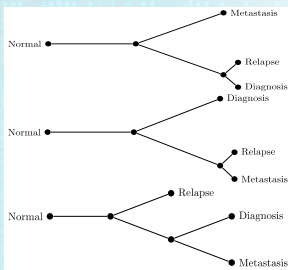 Metastasis
Normal
Relapse
Diagnosis
Diagnosis
Normal
Relapse
Metastasis
Relapse
Normal
Diagnosis
Metastasis